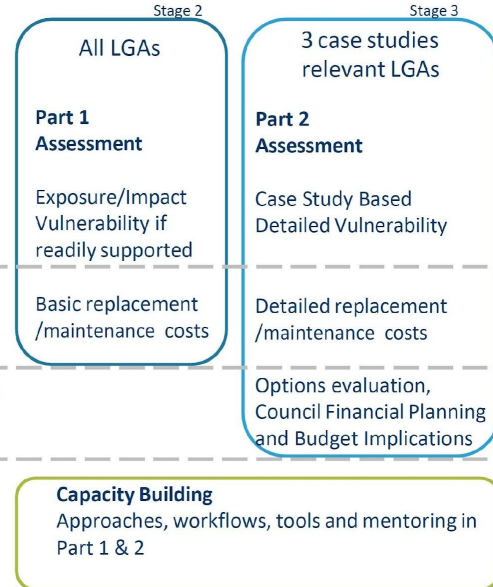 Stage 2
All LGAs
Part 1
Assessment
Exposure/Impact
Vulnerability if
readily supported
Basic replacement
/maintenance costs
Stage 3
3 case studies
relevant LGAs
Part 2
Assessment
Case Study Based
Detailed Vulnerability
Detailed replacement
/maintenance costs
Options evaluation,
Council Financial Planning
and Budget Implications
Capacity Building
Approaches, workflows, tools and mentoring in
Part 1 & 2